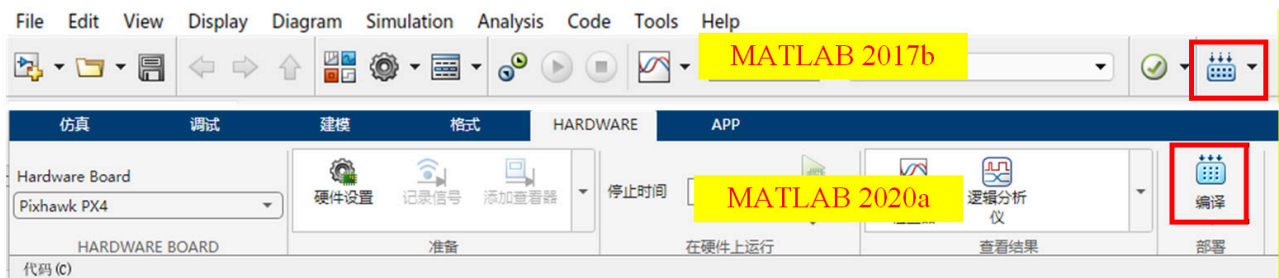 File Edit View Display Diagram Simulation Analysis Code Tools Help
MATLAB 2017b
仿真 调试 建模 格式 HARDWARE APP
Hardware Board
Pixhawk PX4
硬件设置 记录信号 添加查看器
停止时间
MATLAB 2020a
逻辑分析
仪
编译
HARDWARE BOARD 准备 在硬件上运行 查看结果 部署
代码(C)